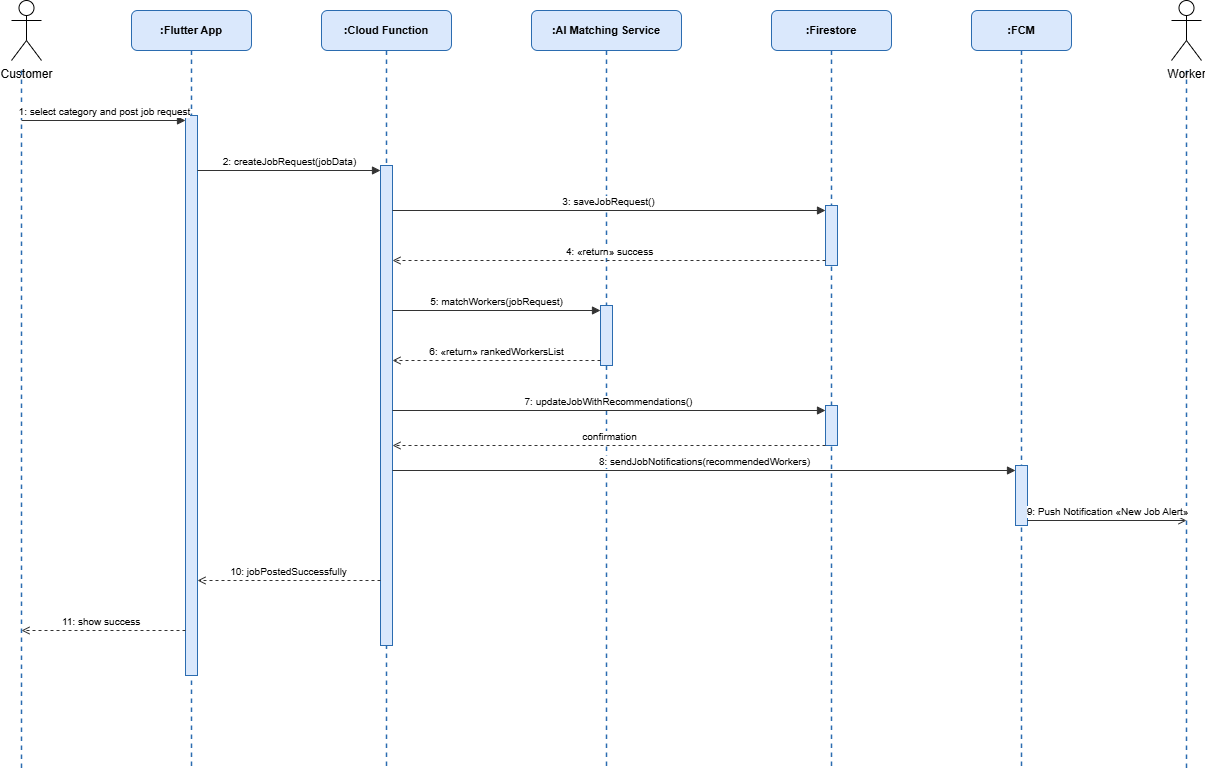 :Flutter App
:Cloud Function
:AI Matching Service
:Firestore
:FCM
Customer
Worker
1: select category and post job request
2: createJobRequest(jobData)
3: saveJobRequest()
4: «return» success
5: matchWorkers(jobRequest)
6: «return» rankedWorkersList
7: updateJobWithRecommendations()
confirmation
8: sendJobNotifications(recommendedWorkers)
9: Push Notification «New Job Alert»
10: jobPostedSuccessfully
11: show success